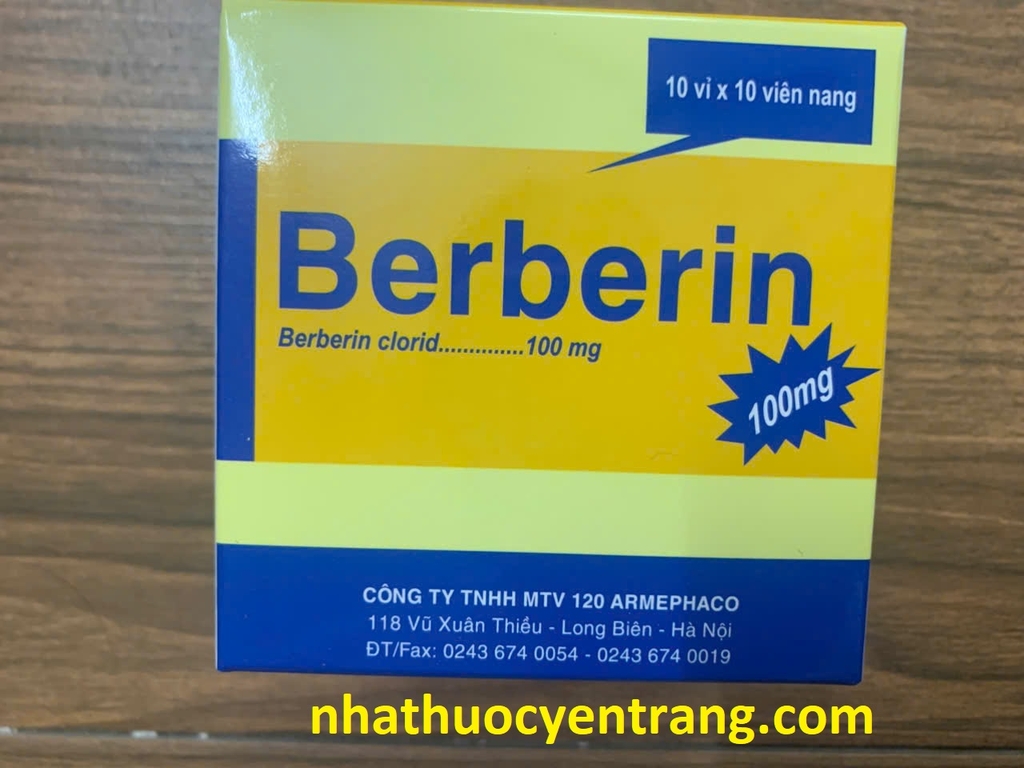 10 vỉ x 10 viên nang
Berberin
Berberin clorid..............100 mg
100mg
CÔNG TY TNHH MTV 120 ARMEPHACO
118 Vũ Xuân Thiều - Long Biên - Hà Nội
ĐT/Fax: 0243 674 0054 - 0243 674 0019
nhathuocyentrang.com